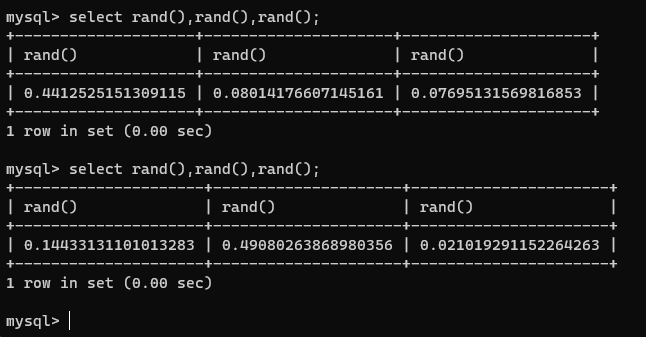 mysql> select rand(),rand(),rand();
+--------------------+---------------------+---------------------+
| rand()             | rand()              | rand()              |
+--------------------+---------------------+---------------------+
| 0.4412525151309115 | 0.08014176607145161 | 0.07695131569816853 |
+--------------------+---------------------+---------------------+
1 row in set (0.00 sec)

mysql> select rand(),rand(),rand();
+---------------------+---------------------+----------------------+
| rand()              | rand()              | rand()               |
+---------------------+---------------------+----------------------+
| 0.14433131101013283 | 0.49080263868980356 | 0.021019291152264263 |
+---------------------+---------------------+----------------------+
1 row in set (0.00 sec)

mysql>